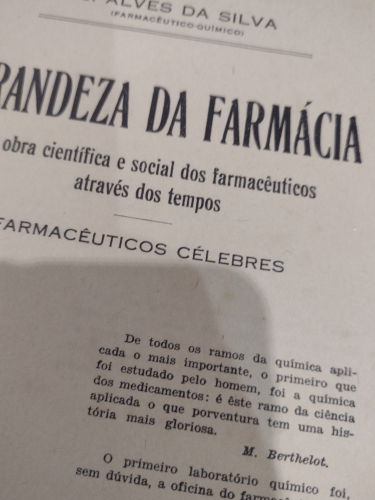 ALVES DA SILVA
(FARMACÊUTICO-QUÍMICO)
DA FARMÁCIA
obra científica e social dos farmacêuticos
através dos tempos
FARMACÊUTICOS CÉLEBRES
De todos os ramos da química apli-
cada o mais importante, o primeiro que
foi estudado pelo homem, foi a química
dos medicamentos: é êste ramo da ciência
aplicada o que porventura tem uma his-
tória mais gloriosa.
M. Berthelot.
O primeiro laboratório químico foi,
sem dúvida, a oficina do